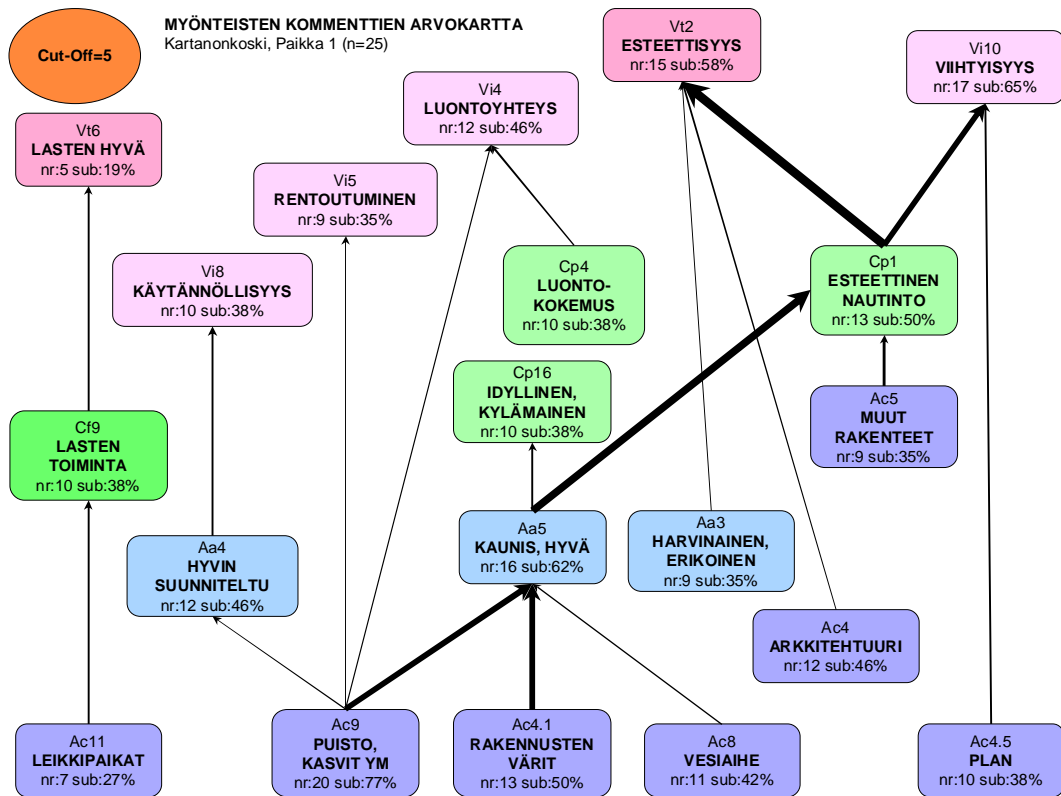 Cut-Off=5
MYÖNTEISTEN KOMMENTTIEN ARVOKARTTA
Kartanonkoski, Paikka 1 (n=25)
Vt2
ESTEETTISYYS
nr:15 sub:58%
Vi10
VIIHTYISYYS
nr:17 sub:65%
Vi4
LUONTOYHTEYS
nr:12 sub:46%
Vt6
LASTEN HYVÄ
nr:5 sub:19%
Vi5
RENTOUTUMINEN
nr:9 sub:35%
Vi8
KÄYTÄNNÖLLISYYS
nr:10 sub:38%
Cp4
LUONTO-
KOKEMUS
nr:10 sub:38%
Cp1
ESTEETTINEN
NAUTINTO
nr:13 sub:50%
Cp16
IDYLLINEN,
KYLÄMAINEN
nr:10 sub:38%
Ac5
MUUT
RAKENTEET
nr:9 sub:35%
Cf9
LASTEN
TOIMINTA
nr:10 sub:38%
Aa4
HYVIN
SUUNNITELTU
nr:12 sub:46%
Aa5
KAUNIS, HYVÄ
nr:16 sub:62%
Aa3
HARVINAINEN,
ERIKOINEN
nr:9 sub:35%
Ac4
ARKKITEHTUURI
nr:12 sub:46%
Ac11
LEIKKIPAIKAT
nr:7 sub:27%
Ac9
PUISTO,
KASVIT YM
nr:20 sub:77%
Ac4.1
RAKENNUSTEN
VÄRIT
nr:13 sub:50%
Ac8
VESIAIHE
nr:11 sub:42%
Ac4.5
PLAN
nr:10 sub:38%